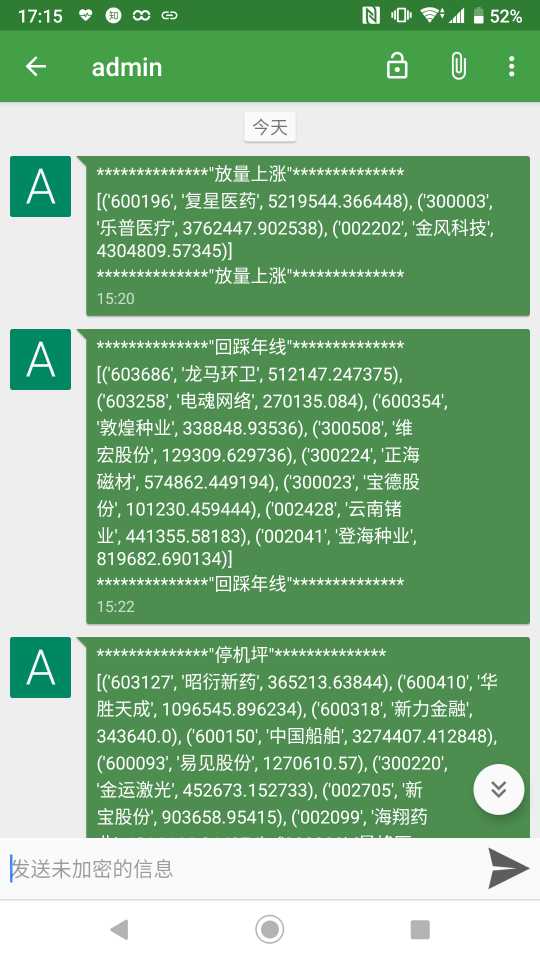 17:15
知
52%
admin
今天
A
**************"放量上涨"**************
[('600196', '复星医药', 5219544.366448), ('300003',
'乐普医疗', 3762447.902538), ('002202', '金风科技',
4304809.57345)]
**************"放量上涨"**************
15:20
A
**************"回踩年线"**************
[('603686', '龙马环卫', 512147.247375),
('603258', '电魂网络', 270135.084), ('600354',
'敦煌种业', 338848.93536), ('300508', '维
宏股份', 129309.629736), ('300224', '正海
磁材', 574862.449194), ('300023', '宝德股
份', 101230.459444), ('002428', '云南锗
业', 441355.58183), ('002041', '登海种业',
819682.690134)]
**************"回踩年线"**************
15:22
A
**************"停机坪"**************
[('603127', '昭衍新药', 365213.63844), ('600410', '华
胜天成', 1096545.896234), ('600318', '新力金融',
343640.0), ('600150', '中国船舶', 3274407.412848),
('600093', '易见股份', 1270610.57), ('300220',
'金运激光', 452673.152733), ('002705', '新
宝股份', 903658.95415), ('002099', '海翔药
发送未加密的信息